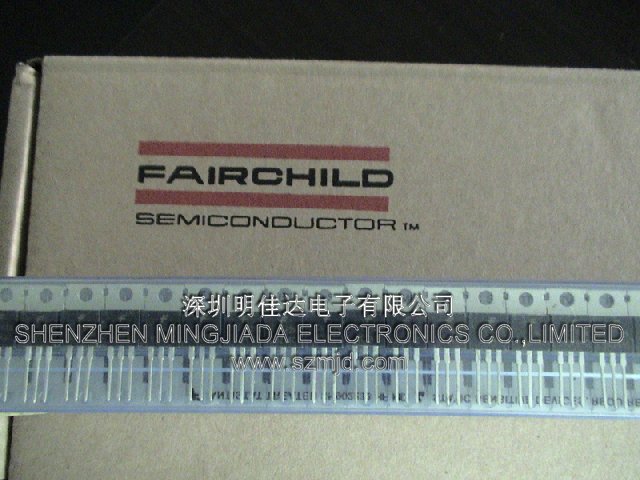 FAIRCHILD
SEMICONDUCTOR™
深圳明佳达电子有限公司
SHENZHEN MINGJIADA ELECTRONICS CO.,LIMITED
www.szmjd.com